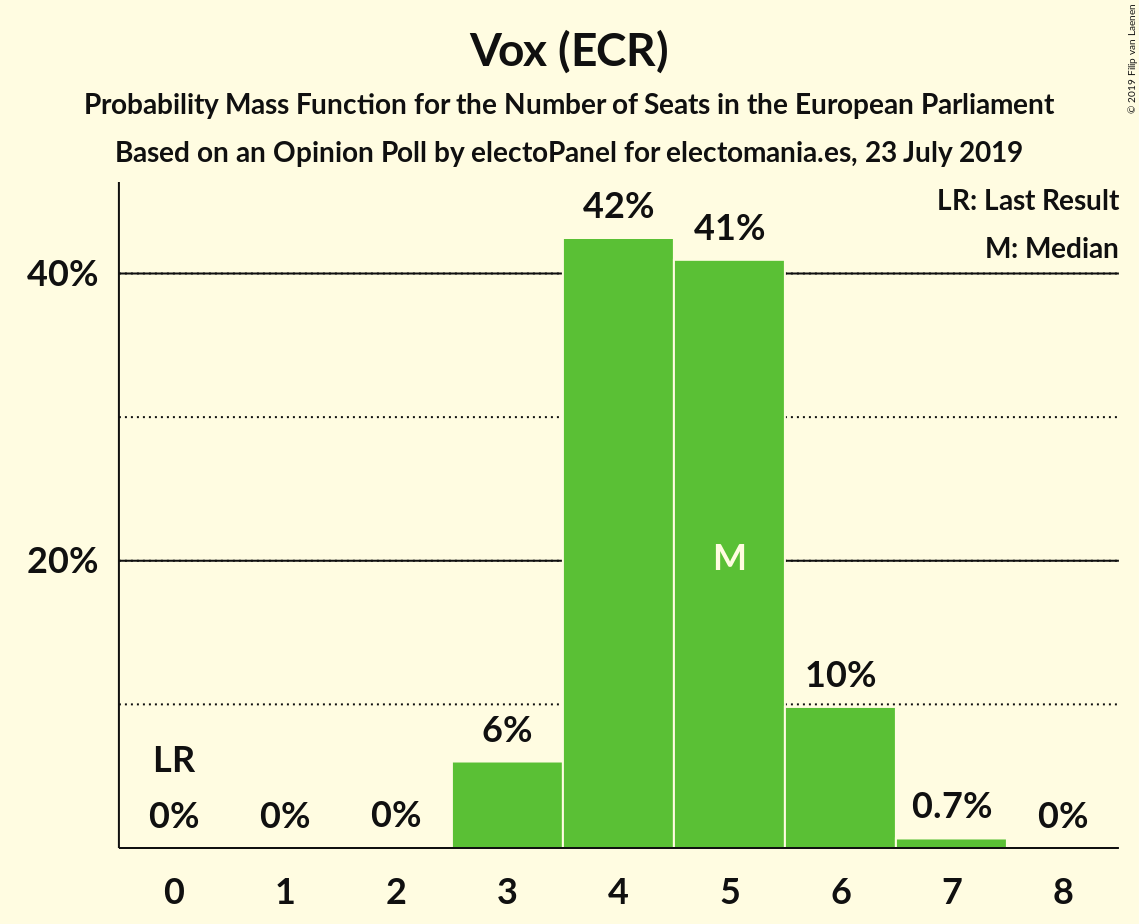 Vox (ECR)
Probability Mass Function for the Number of Seats in the European Parliament
Based on an Opinion Poll by electoPanel for electomania.es, 23 July 2019
© 2019 Filip van Laenen
LR: Last Result
M: Median
42%
41%
40%
20%
M
10%
6%
LR
0%
0%
0%
0.7%
0%
0 1 2 3 4 5 6 7 8